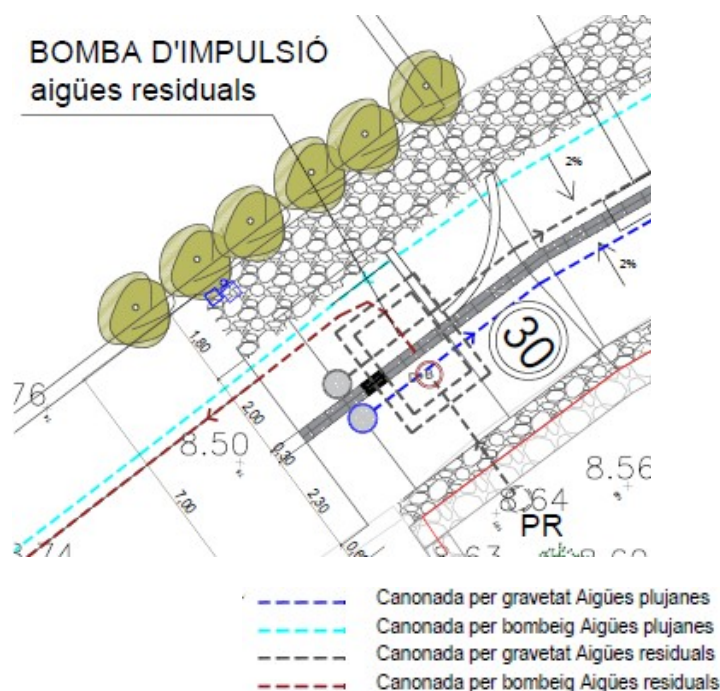 BOMBA D'IMPULSIÓ
aigües residuals
2%
2%
30
1,80
76
2,00
8.50
0,30
7,00
2,30
8.56
8.64
PR
Canonada per gravetat Aigües plujanes
Canonada per bombeig Aigües plujanes
Canonada per gravetat Aigües residuals
Canonada per bombeig Aigües residuals